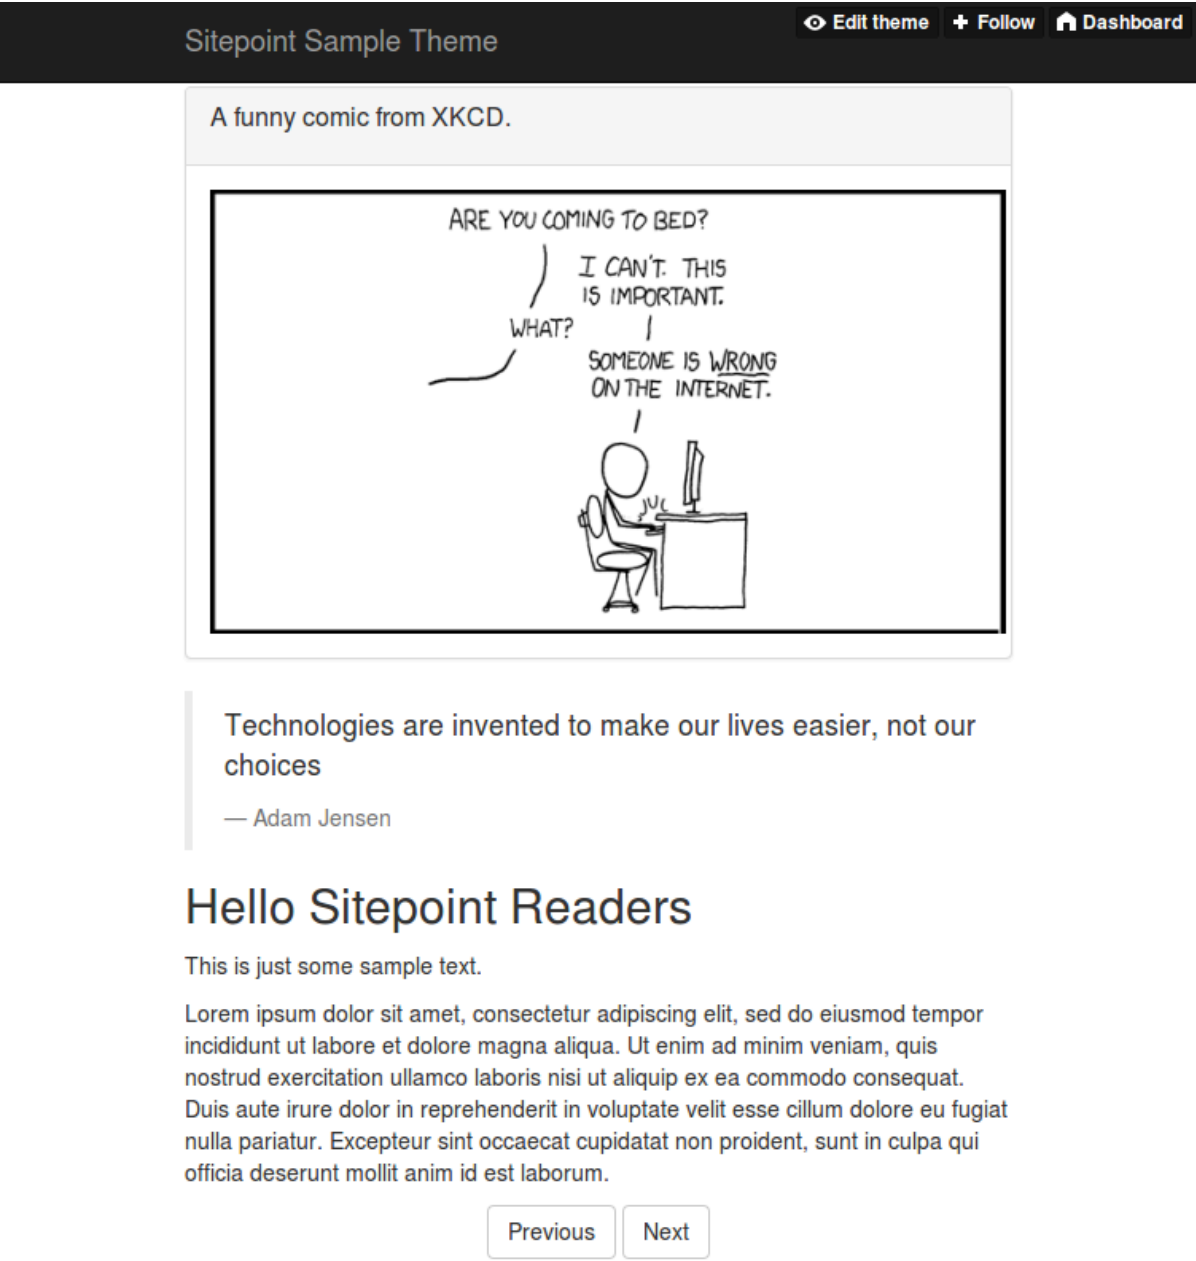 Sitepoint Sample Theme
Edit theme
Follow
Dashboard
A funny comic from XKCD.
ARE YOU COMING TO BED?
I CAN'T. THIS
IS IMPORTANT.
WHAT?
SOMEONE IS WRONG
ON THE INTERNET.
Technologies are invented to make our lives easier, not our
choices
— Adam Jensen
Hello Sitepoint Readers
This is just some sample text.
Lorem ipsum dolor sit amet, consectetur adipiscing elit, sed do eiusmod tempor
incididunt ut labore et dolore magna aliqua. Ut enim ad minim veniam, quis
nostrud exercitation ullamco laboris nisi ut aliquip ex ea commodo consequat.
Duis aute irure dolor in reprehenderit in voluptate velit esse cillum dolore eu fugiat
nulla pariatur. Excepteur sint occaecat cupidatat non proident, sunt in culpa qui
officia deserunt mollit anim id est laborum.
Previous
Next